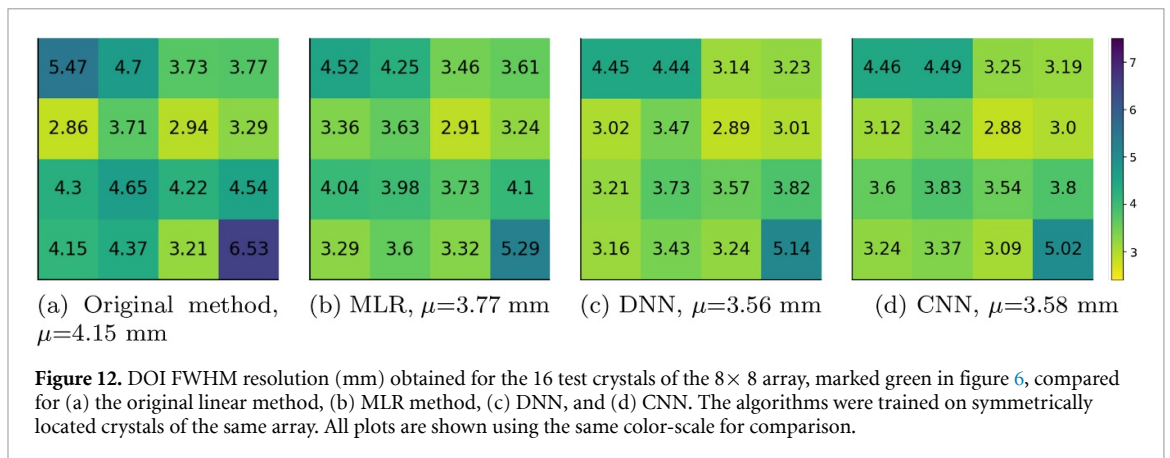 5.47 4.7 3.73 3.77
2.86 3.71 2.94 3.29
4.3 4.65 4.22 4.54
4.15 4.37 3.21 6.53
(a) Original method,
μ=4.15 mm
4.52 4.25 3.46 3.61
3.36 3.63 2.91 3.24
4.04 3.98 3.73 4.1
3.29 3.6 3.32 5.29
(b) MLR, μ=3.77 mm
4.45 4.44 3.14 3.23
3.02 3.47 2.89 3.01
3.21 3.73 3.57 3.82
3.16 3.43 3.24 5.14
(c) DNN, μ=3.56 mm
4.46 4.49 3.25 3.19
3.12 3.42 2.88 3.0
3.6 3.83 3.54 3.8
3.24 3.37 3.09 5.02
(d) CNN, μ=3.58 mm
7
6
5
4
3
Figure 12. DOI FWHM resolution (mm) obtained for the 16 test crystals of the 8× 8 array, marked green in figure 6, compared
for (a) the original linear method, (b) MLR method, (c) DNN, and (d) CNN. The algorithms were trained on symmetrically
located crystals of the same array. All plots are shown using the same color-scale for comparison.